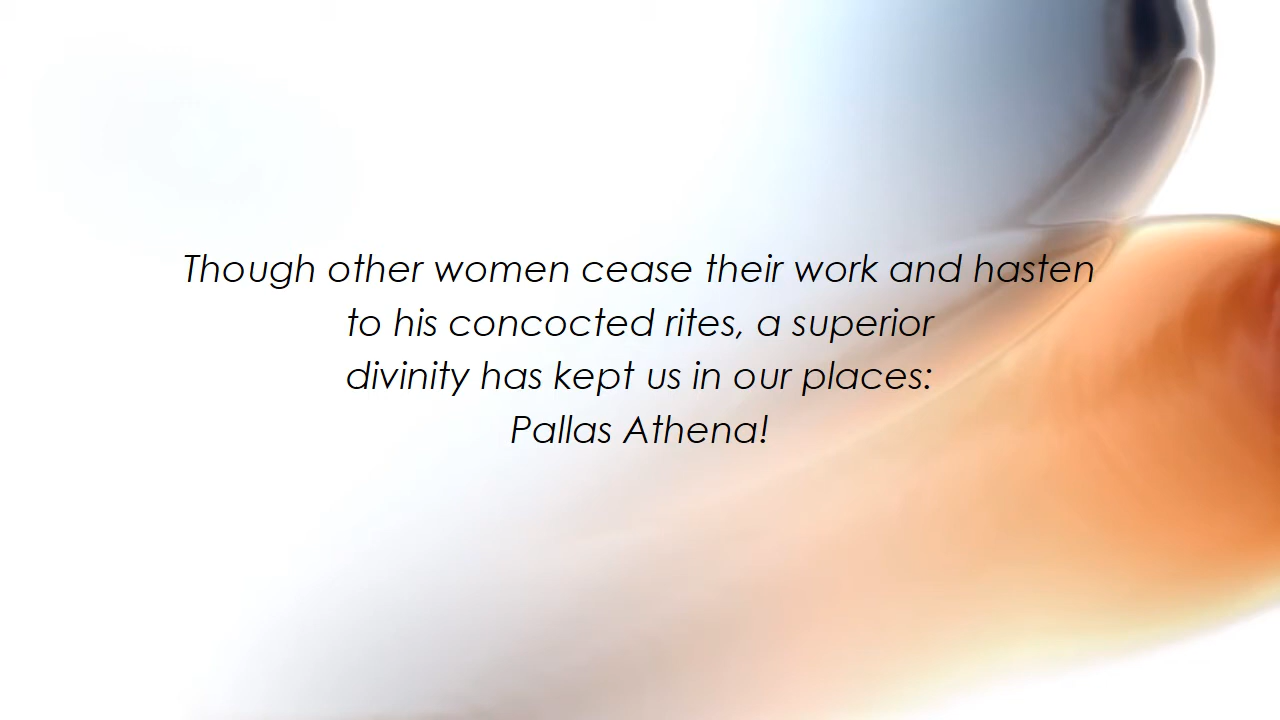 Though other women cease their work and hasten
to his concocted rites, a superior
divinity has kept us in our places:
Pallas Athena!